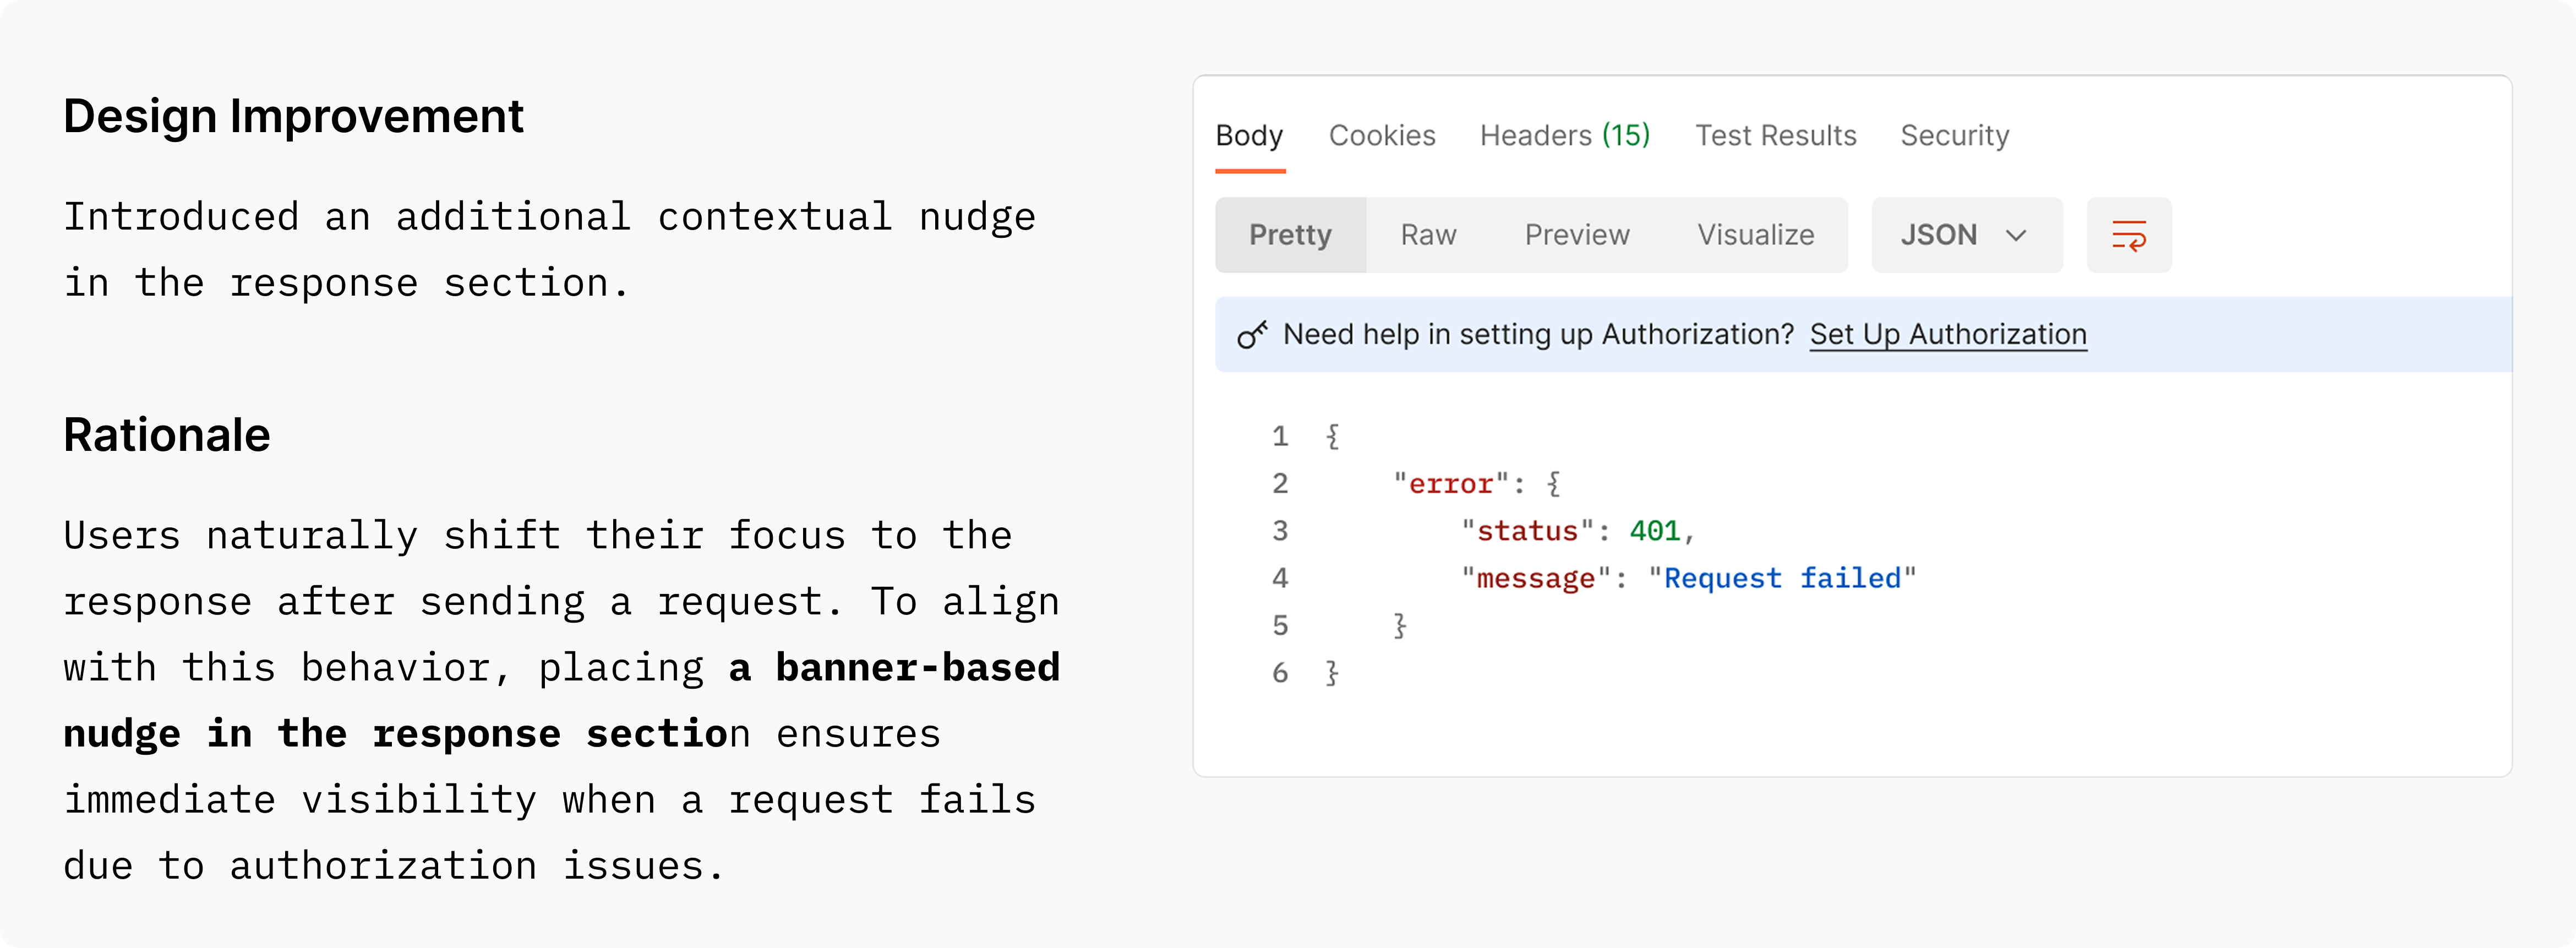 Design Improvement
Introduced an additional contextual nudge
in the response section.
Rationale
Users naturally shift their focus to the
response after sending a request. To align
with this behavior, placing a banner-based
nudge in the response section ensures
immediate visibility when a request fails
due to authorization issues.
Body Cookies Headers (15) Test Results Security
Pretty Raw Preview Visualize JSON
Need help in setting up Authorization? Set Up Authorization
1 {
2 "error": {
3 "status": 401,
4 "message": "Request failed"
5 }
6 }